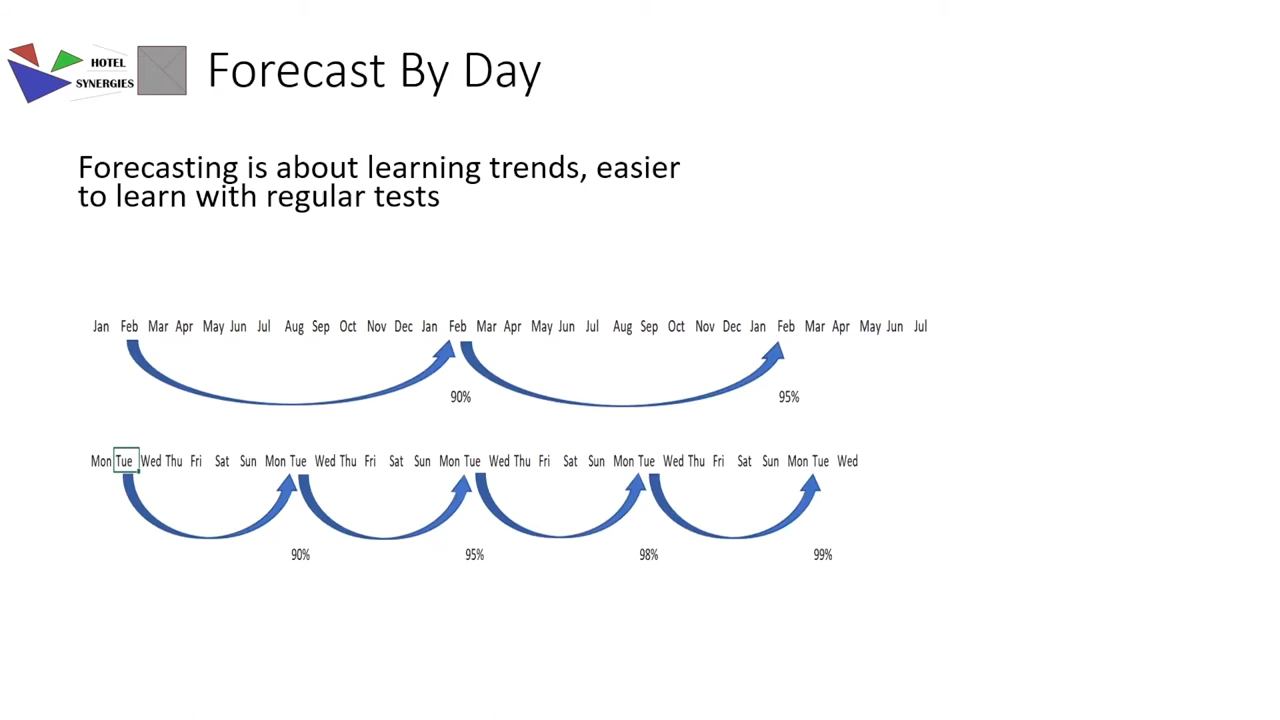 HOTEL
SYNERGIES
Forecast By Day
Forecasting is about learning trends, easier
to learn with regular tests
Jan Feb Mar Apr May Jun Jul Aug Sep Oct Nov Dec Jan Feb Mar Apr May Jun Jul Aug Sep Oct Nov Dec Jan Feb Mar Apr May Jun Jul
90% 95%
Mon Tue Wed Thu Fri Sat Sun Mon Tue Wed Thu Fri Sat Sun Mon Tue Wed Thu Fri Sat Sun Mon Tue Wed Thu Fri Sat Sun Mon Tue Wed
90% 95% 98% 99%